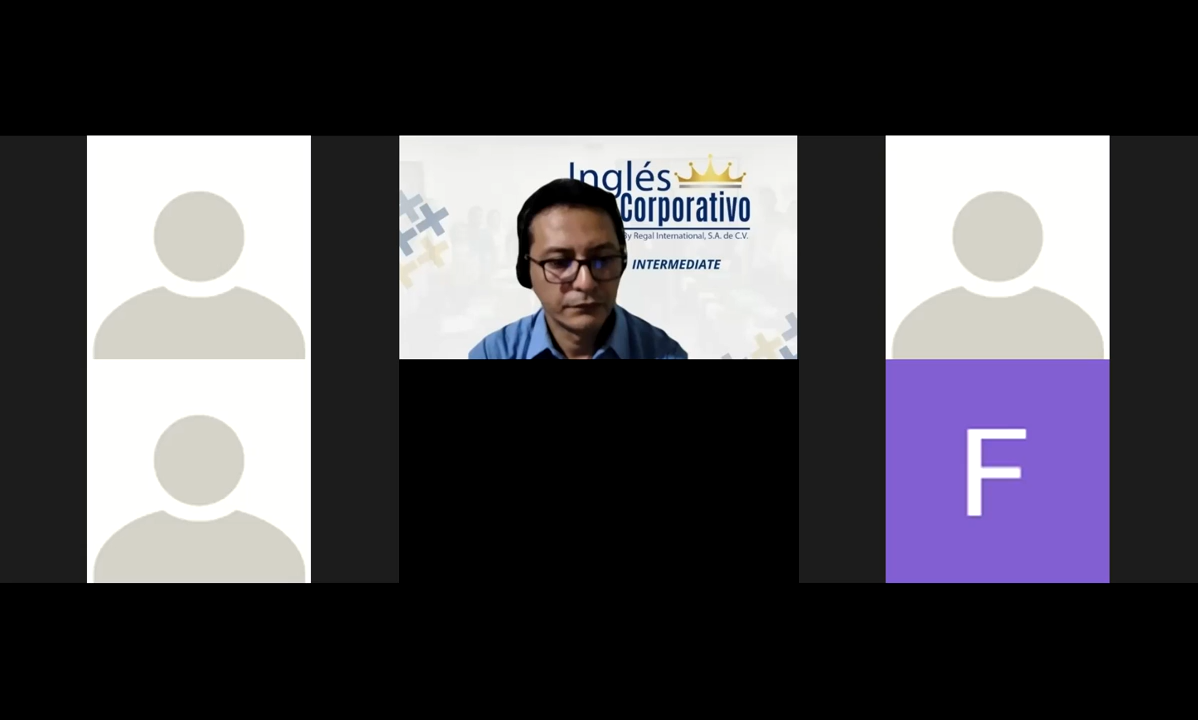 Inglés
Corporativo
By Regal International, S.A. de C.V.
INTERMEDIATE
F